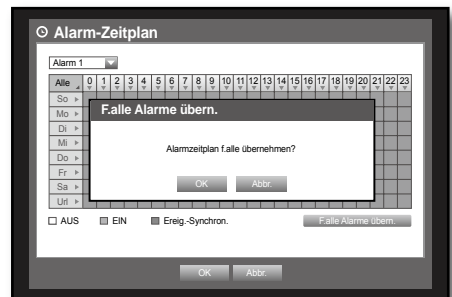 Alarm-Zeitplan
Alarm 1
Alle 0 1 2 3 4 5 6 7 8 9 10 11 12 13 14 15 16 17 18 19 20 21 22 23
So
Mo
Di
Mi
Do
Fr
Sa
Url
F.alle Alarme übern.
Alarmzeitplan f.alle übernehmen?
OK Abbr.
AUS EIN Ereig.-Synchron. F.alle Alarme übern.
OK Abbr.